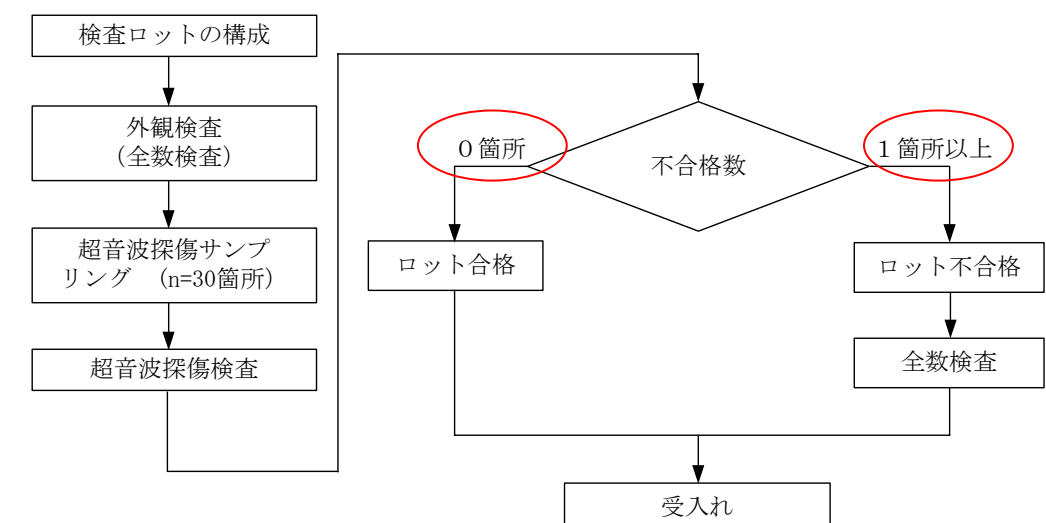 検査ロットの構成
外観検査
（全数検査）
超音波探傷サンプ
リング　（n=30箇所）
超音波探傷検査
不合格数
０箇所
１箇所以上
ロット合格
ロット不合格
全数検査
受入れ